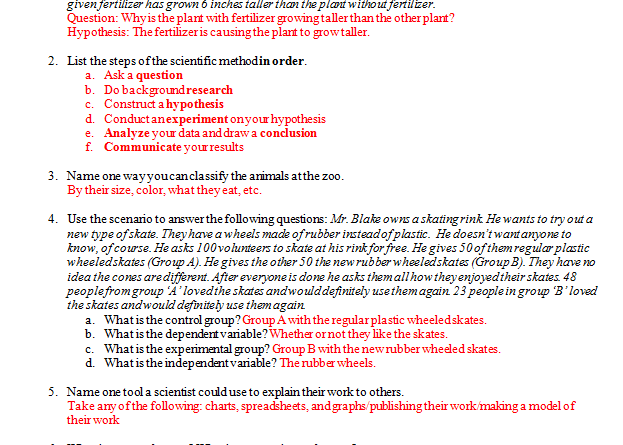 given fertilizer has grown 6 inches taller than the plant without fertilizer.
Question: Why is the plant with fertilizer growing taller than the other plant?
Hypothesis: The fertilizer is causing the plant to grow taller.
2. List the steps of the scientific method in order.
a. Ask a question
b. Do background research
c. Construct a hypothesis
d. Conduct an experiment on your hypothesis
e. Analyze your data and draw a conclusion
f. Communicate your results
3. Name one way you can classify the animals at the zoo.
By their size, color, what they eat, etc.
4. Use the scenario to answer the following questions: Mr. Blake owns a skating rink. He wants to try out a
new type of skate. They have a wheels made of rubber instead of plastic. He doesn't want anyone to
know, of course. He asks 100 volunteers to skate at his rink for free. He gives 50 of them regular plastic
wheeled skates (Group A). He gives the other 50 the new rubber wheeled skates (Group B). They have no
idea the cones are different. After everyone is done he asks them all how they enjoyed their skates. 48
people from group 'A' loved the skates and would definitely use them again. 23 people in group 'B' loved
the skates and would definitely use them again.
a. What is the control group? Group A with the regular plastic wheeled skates.
b. What is the dependent variable? Whether or not they like the skates.
c. What is the experimental group? Group B with the new rubber wheeled skates.
d. What is the independent variable? The rubber wheels.
5. Name one tool a scientist could use to explain their work to others.
Take any of the following: charts, spreadsheets, and graphs/publishing their work/making a model of
their work